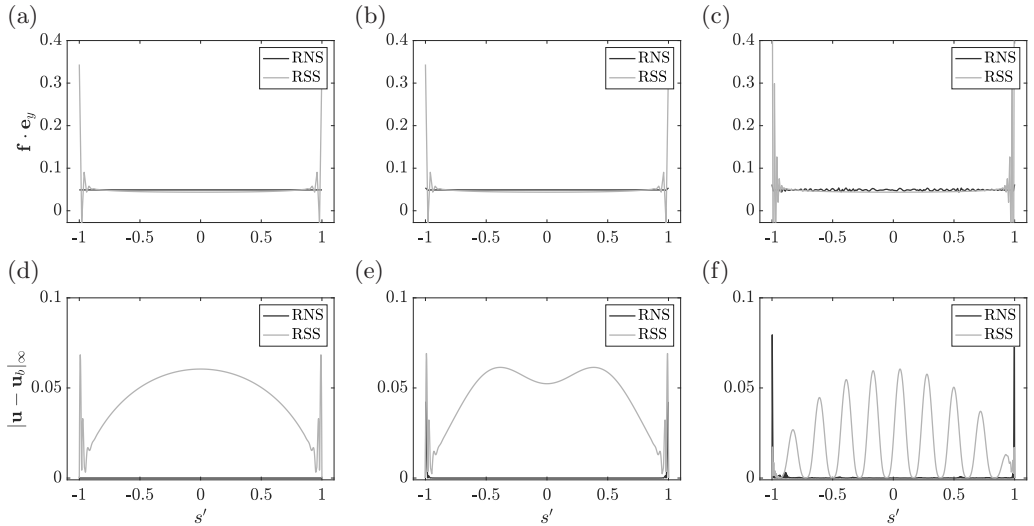 (a) (b) (c)
0.4 0.4 0.4
RNS RNS RNS
RSS RSS RSS
0.3 0.3 0.3
f · e_y
0.2 0.2 0.2
0.1 0.1 0.1
0 0 0
-1 -0.5 0 0.5 1 -1 -0.5 0 0.5 1 -1 -0.5 0 0.5 1
(d) (e) (f)
0.1 0.1 0.1
RNS RNS RNS
RSS RSS RSS
|u − u_b|_∞
0.05 0.05 0.05
0 0 0
-1 -0.5 0 0.5 1 -1 -0.5 0 0.5 1 -1 -0.5 0 0.5 1
s′ s′ s′